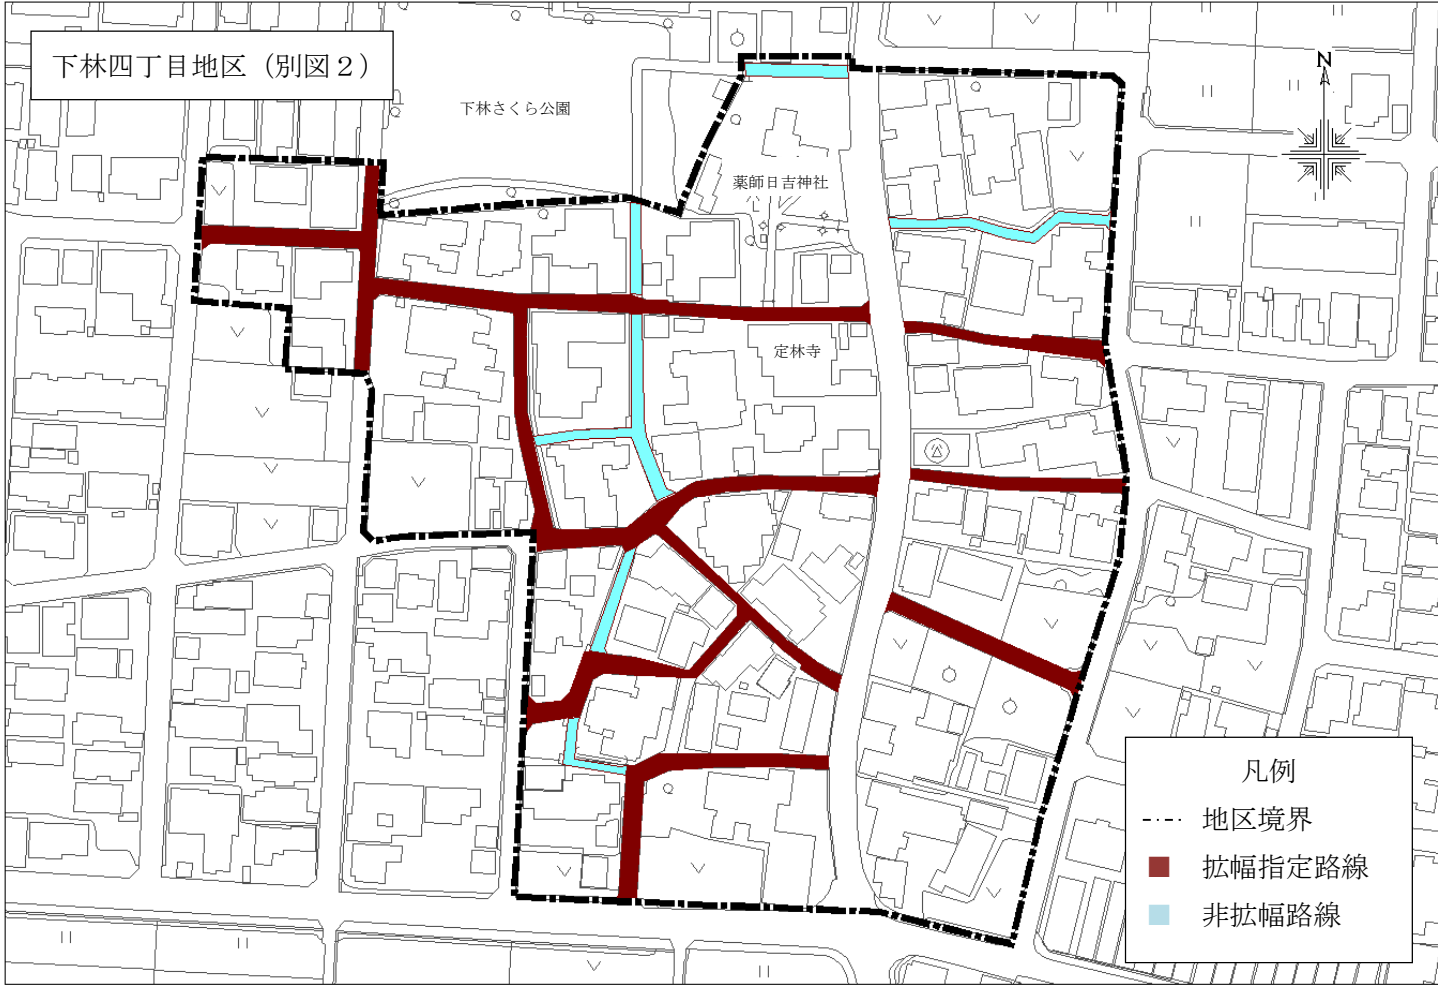 下林四丁目地区（別図２）
N
下林さくら公園
薬師日吉神社
定林寺
凡例
地区境界
拡幅指定路線
非拡幅路線